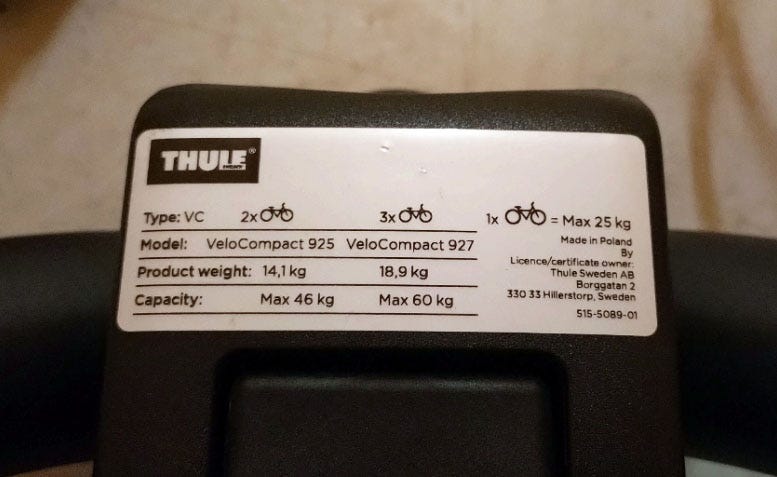 THULE®
Type: VC 2x 3x 1x = Max 25 kg
Model: VeloCompact 925 VeloCompact 927
Product weight: 14,1 kg 18,9 kg
Capacity: Max 46 kg Max 60 kg
Made in Poland
By
Licence/certificate owner:
Thule Sweden AB
Borggatan 2
330 33 Hillerstorp, Sweden
515-5089-01